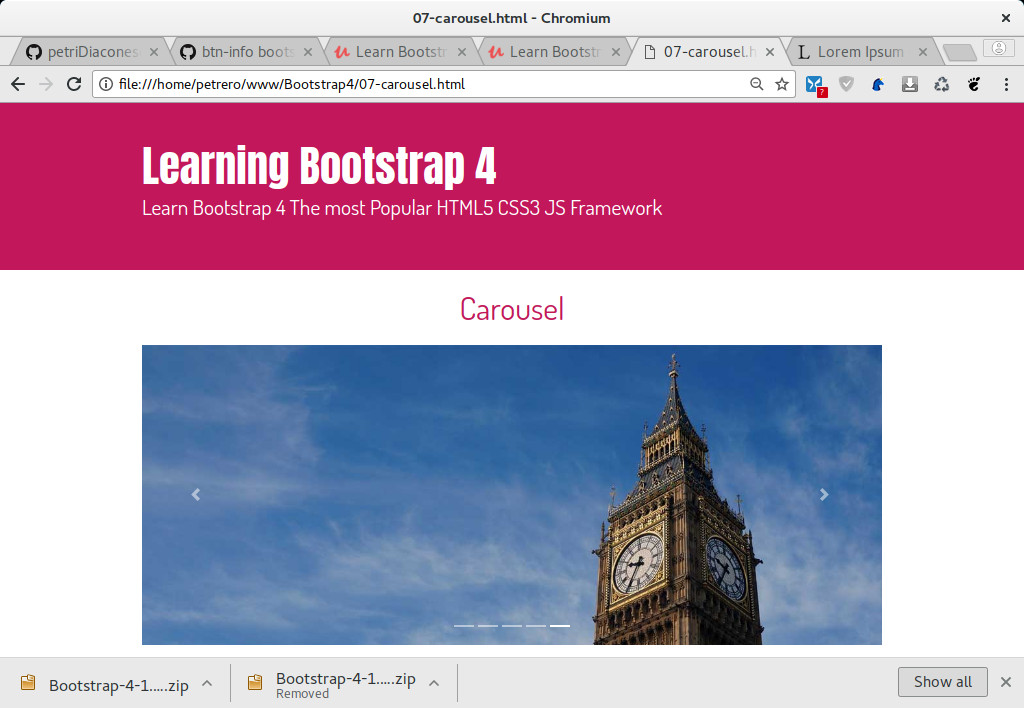 07-carousel.html - Chromium
petriDiacones
btn-info boots
Learn Bootstr
Learn Bootstr
07-carousel.h
Lorem Ipsum
file:///home/petrero/www/Bootstrap4/07-carousel.html
Learning Bootstrap 4
Learn Bootstrap 4 The most Popular HTML5 CSS3 JS Framework
Carousel
Bootstrap-4-1.....zip
Bootstrap-4-1.....zip
Removed
Show all